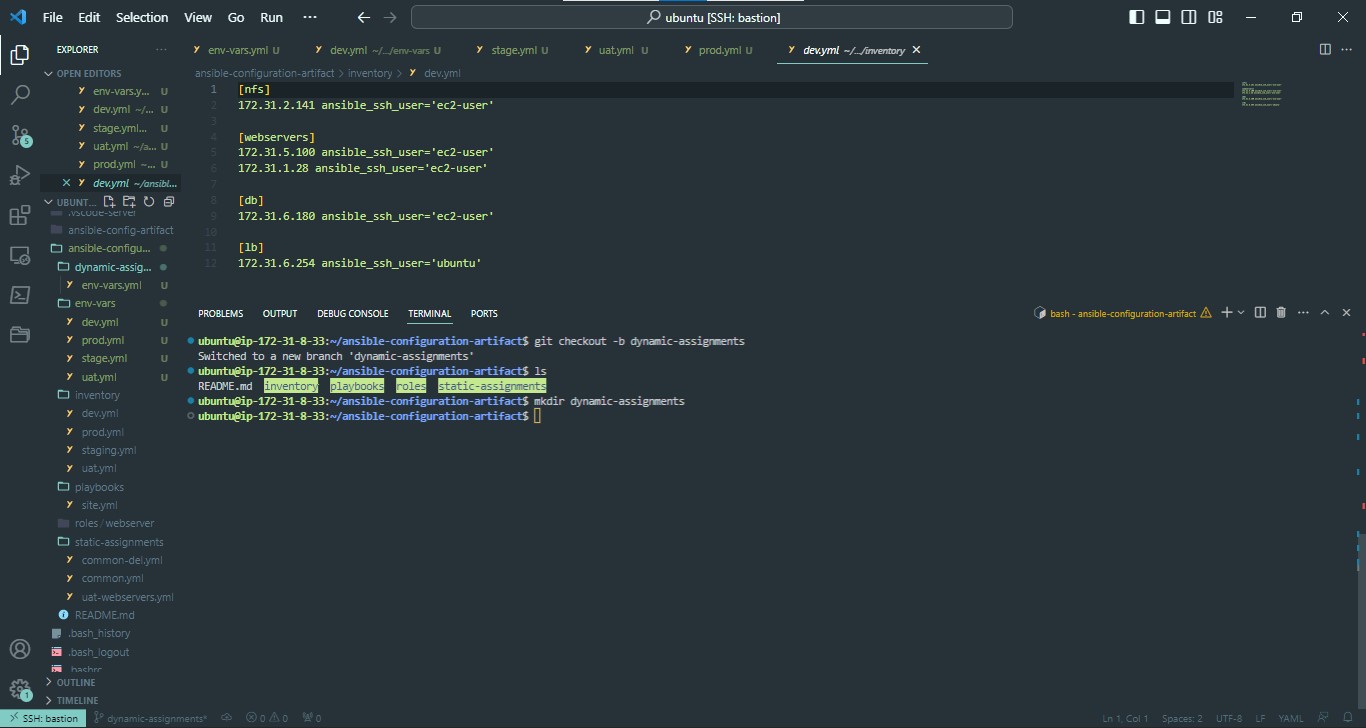 File Edit Selection View Go Run ··· ubuntu [SSH: bastion]
EXPLORER ···
env-vars.yml U dev.yml ~/.../env-vars U stage.yml U uat.yml U prod.yml U dev.yml ~/.../inventory
OPEN EDITORS
env-vars.y... U
dev.yml ~/... U
stage.yml... U
uat.yml ~/a... U
prod.yml ~... U
dev.yml ~/ansibl...
UBUNT...
.vscode-server
ansible-config-artifact
ansible-configu...
dynamic-assig...
env-vars.yml U
env-vars
dev.yml U
prod.yml U
stage.yml U
uat.yml U
inventory
dev.yml
prod.yml
staging.yml
uat.yml
playbooks
site.yml
roles / webserver
static-assignments
common-del.yml
common.yml
uat-webservers.yml
README.md
.bash_history
.bash_logout
.bashrc
OUTLINE
TIMELINE
ansible-configuration-artifact > inventory > dev.yml
1 [nfs]
2 172.31.2.141 ansible_ssh_user='ec2-user'
3
4 [webservers]
5 172.31.5.100 ansible_ssh_user='ec2-user'
6 172.31.1.28 ansible_ssh_user='ec2-user'
7
8 [db]
9 172.31.6.180 ansible_ssh_user='ec2-user'
10
11 [lb]
12 172.31.6.254 ansible_ssh_user='ubuntu'
PROBLEMS OUTPUT DEBUG CONSOLE TERMINAL PORTS bash - ansible-configuration-artifact
ubuntu@ip-172-31-8-33:~/ansible-configuration-artifact$ git checkout -b dynamic-assignments
Switched to a new branch 'dynamic-assignments'
ubuntu@ip-172-31-8-33:~/ansible-configuration-artifact$ ls
README.md inventory playbooks roles static-assignments
ubuntu@ip-172-31-8-33:~/ansible-configuration-artifact$ mkdir dynamic-assignments
ubuntu@ip-172-31-8-33:~/ansible-configuration-artifact$
5
1
SSH: bastion dynamic-assignments* 0 0 0 Ln 1, Col 1 Spaces: 2 UTF-8 LF YAML